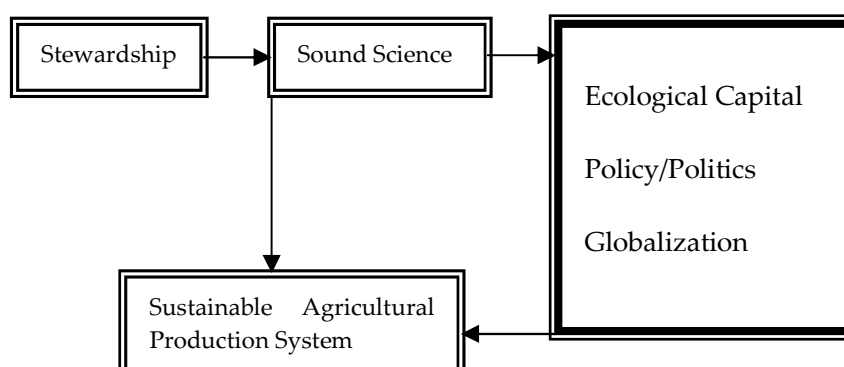 Stewardship
Sound Science
Ecological Capital
Policy/Politics
Globalization
Sustainable Agricultural
Production System